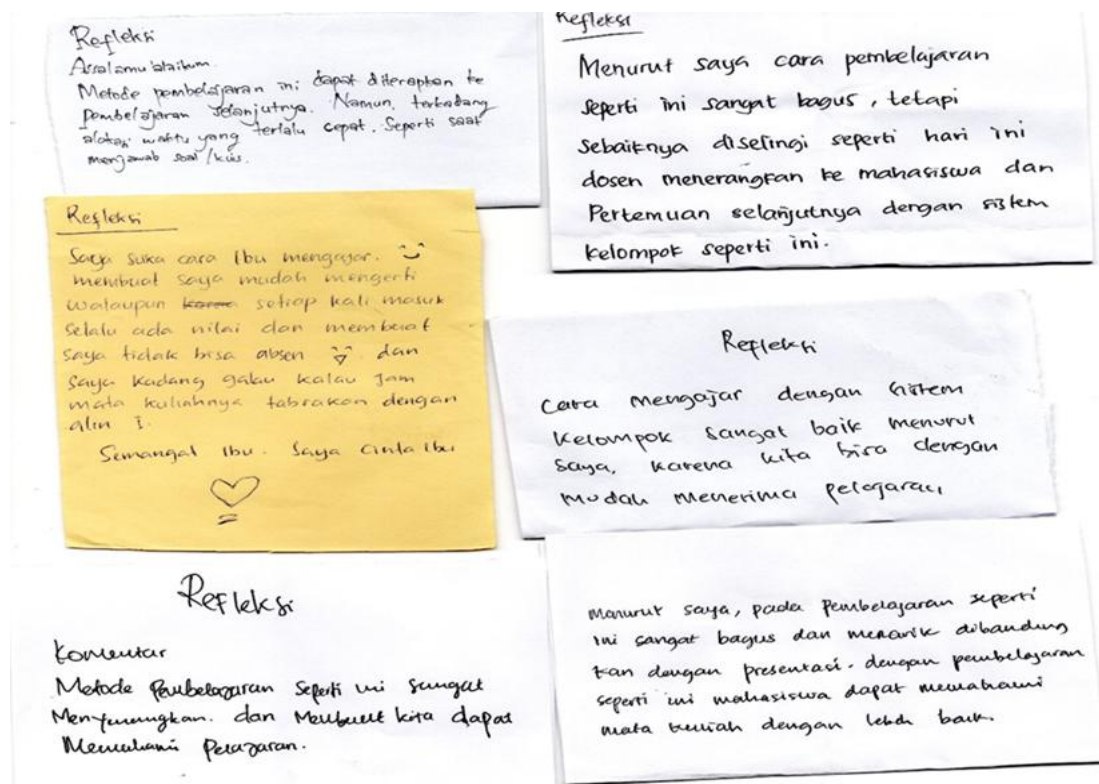 Refleksi
Assalamu'alaikum.
Metode pembelajaran ini dapat diterapkan ke
pembelajaran selanjutnya. Namun, terkadang
alokasi waktu yang terlalu cepat. Seperti saat
menjawab soal/kuis.
Refleksi
Menurut saya cara pembelajaran
seperti ini sangat bagus, tetapi
sebaiknya diselingi seperti hari ini
dosen menerangkan ke mahasiswa dan
Pertemuan selanjutnya dengan sistem
kelompok seperti ini.
Refleksi
Saya suka cara Ibu mengajar.
membuat saya mudah mengerti
walaupun setiap kali masuk
selalu ada nilai dan membuat
saya tidak bisa absen dan
saya kadang galau kalau jam
mata kuliahnya tabrakan dengan
Semangat Ibu. Saya cinta Ibu
Refleksi
Cara mengajar dengan sistem
kelompok sangat baik menurut
saya, karena kita bisa dengan
mudah menerima pelajaran,
Refleksi
Komentar
Metode Pembelajaran Seperti ini Sangat
Menyenangkan. dan Membuat kita dapat
Memahami Pelajaran.
Menurut saya, pada pembelajaran seperti
ini sangat bagus dan menarik dibanding
kan dengan presentasi. dengan pembelajaran
seperti ini mahasiswa dapat memahami
mata kuliah dengan lebih baik.